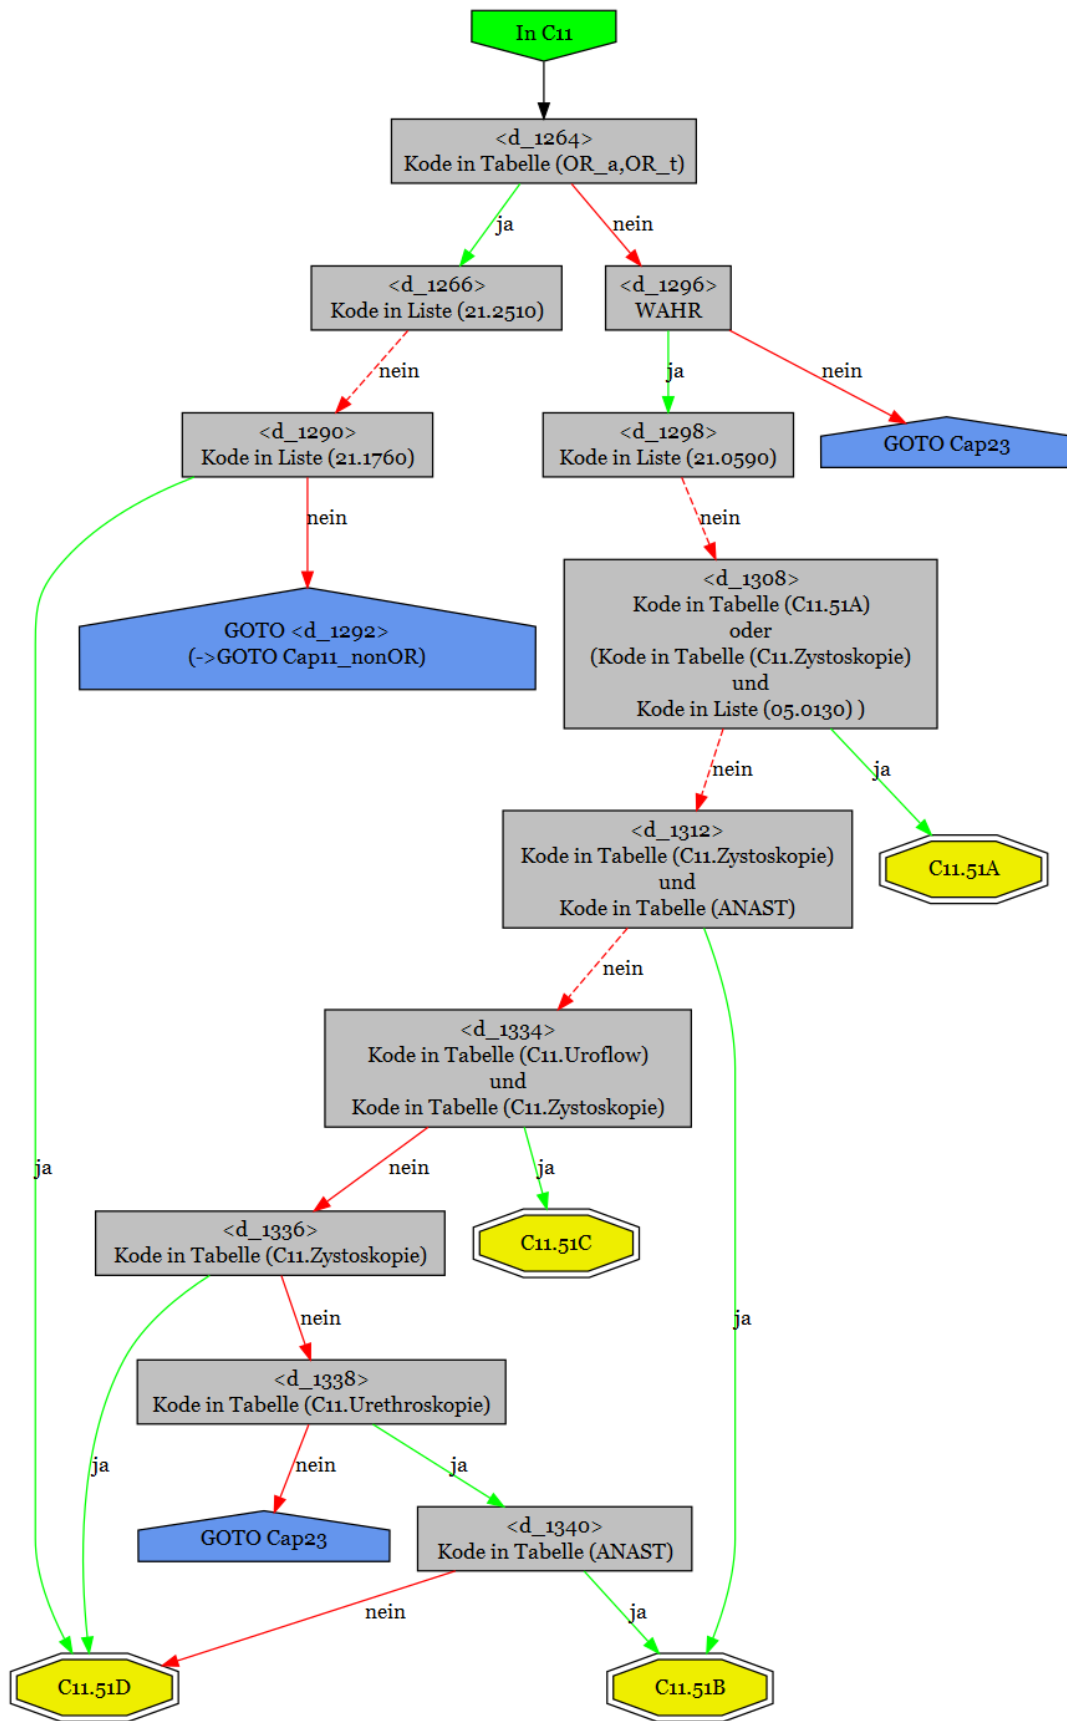 In C11
<d_1264>
Kode in Tabelle (OR_a,OR_t)
ja
nein
<d_1266>
Kode in Liste (21.2510)
<d_1296>
WAHR
nein
ja
nein
<d_1290>
Kode in Liste (21.1760)
<d_1298>
Kode in Liste (21.0590)
GOTO Cap23
nein
nein
<d_1308>
Kode in Tabelle (C11.51A)
oder
(Kode in Tabelle (C11.Zystoskopie)
und
Kode in Liste (05.0130) )
GOTO <d_1292>
(->GOTO Cap11_nonOR)
nein
ja
<d_1312>
Kode in Tabelle (C11.Zystoskopie)
und
Kode in Tabelle (ANAST)
C11.51A
nein
<d_1334>
Kode in Tabelle (C11.Uroflow)
und
Kode in Tabelle (C11.Zystoskopie)
ja
nein
ja
<d_1336>
Kode in Tabelle (C11.Zystoskopie)
C11.51C
nein
ja
<d_1338>
Kode in Tabelle (C11.Urethroskopie)
ja
nein
ja
GOTO Cap23
<d_1340>
Kode in Tabelle (ANAST)
nein
ja
C11.51D
C11.51B